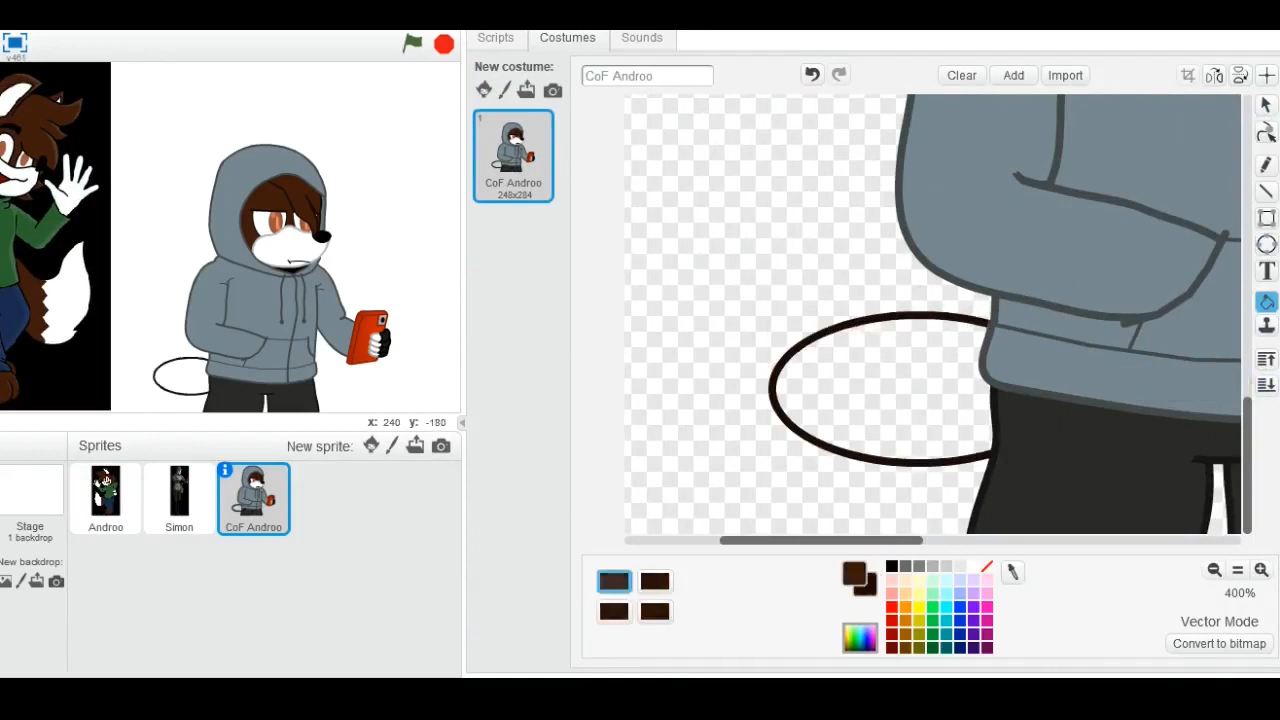 v461
Scripts
Costumes
Sounds
New costume:
CoF Androo
Clear
Add
Import
1
CoF Androo
248x284
T
x: 240 y: -180
Sprites
New sprite:
Androo
Simon
CoF Androo
Stage
1 backdrop
New backdrop:
400%
Vector Mode
Convert to bitmap